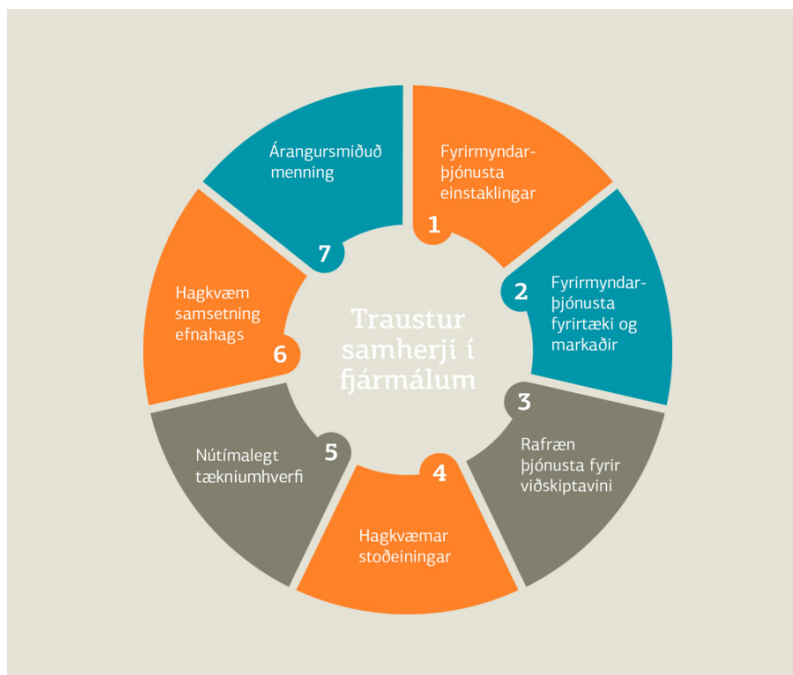 Traustur
samherji í
fjármálum
1
Fyrirmyndar-
þjónusta
einstaklingar
2
Fyrirmyndar-
þjónusta
fyrirtæki og
markaðir
3
Rafræn
þjónusta fyrir
viðskiptavini
4
Hagkvæmar
stoðeiningar
5
Nútímalegt
tækniumhverfi
6
Hagkvæm
samsetning
efnahags
7
Árangursmiðuð
menning